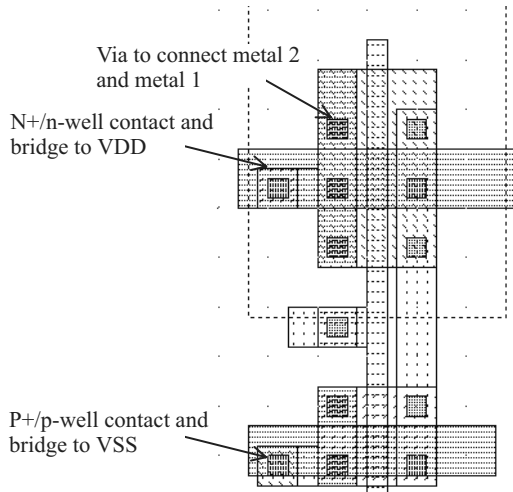 Via to connect metal 2
and metal 1
N+/n-well contact and
bridge to VDD
P+/p-well contact and
bridge to VSS